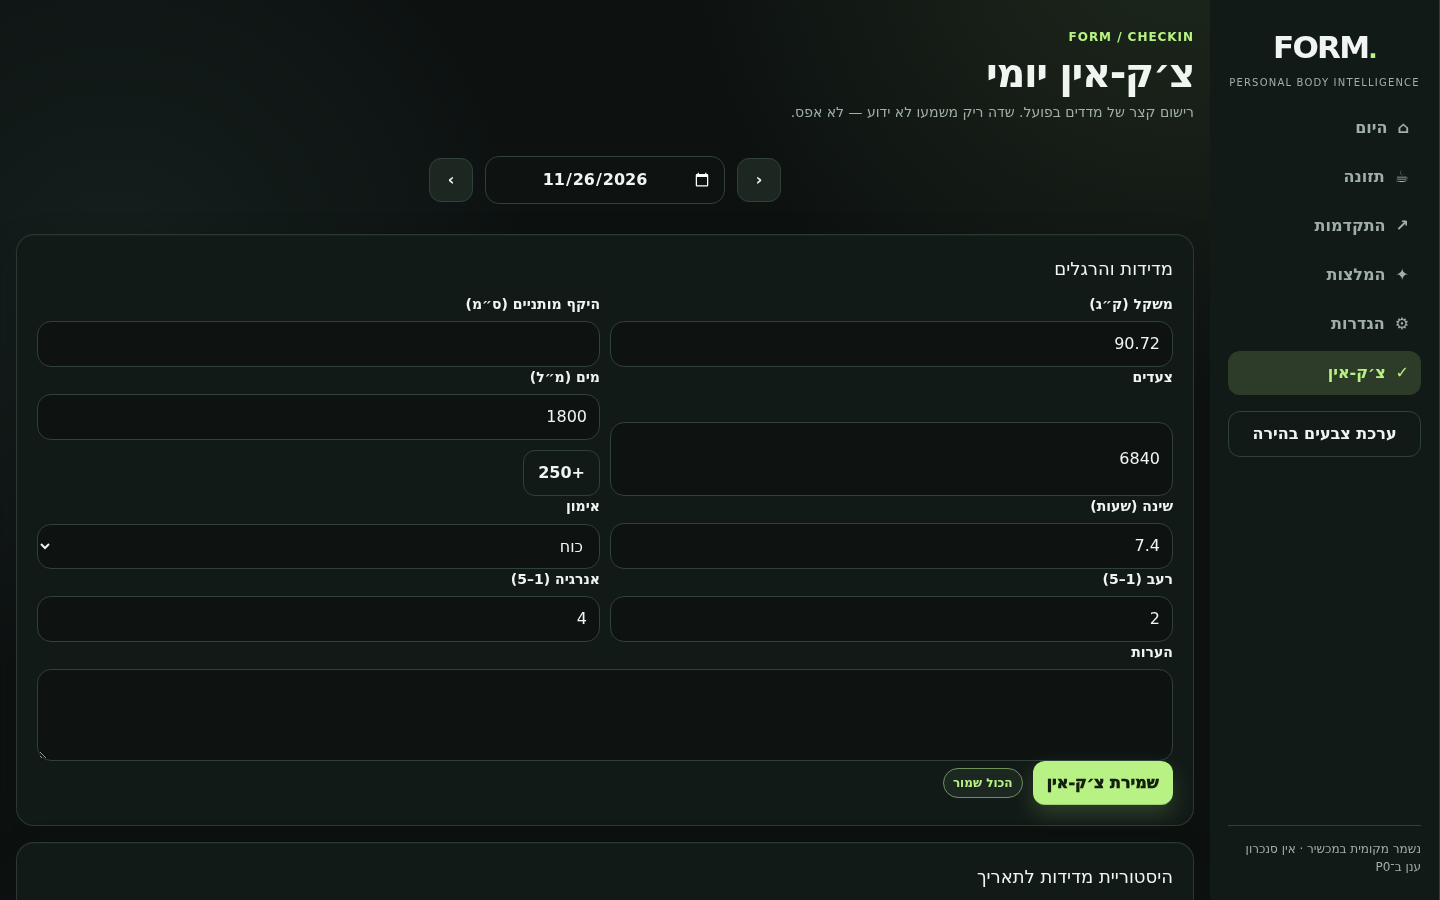 FORM.
PERSONAL BODY INTELLIGENCE
היום
תזונה
התקדמות
המלצות
הגדרות
צ׳ק-אין
ערכת צבעים בהירה
נשמר מקומית במכשיר · אין סנכרון
ענן ב־P0
FORM / CHECKIN
צ׳ק-אין יומי
רישום קצר של מדדים בפועל. שדה ריק משמעו לא ידוע — לא אפס.
11/26/2026
מדידות והרגלים
משקל (ק״ג)
היקף מותניים (ס״מ)
90.72
צעדים
מים (מ״ל)
1800
6840
+250
שינה (שעות)
אימון
7.4
כוח
רעב (1–5)
אנרגיה (1–5)
2
4
הערות
שמירת צ׳ק-אין
הכול שמור
היסטוריית מדידות לתאריך